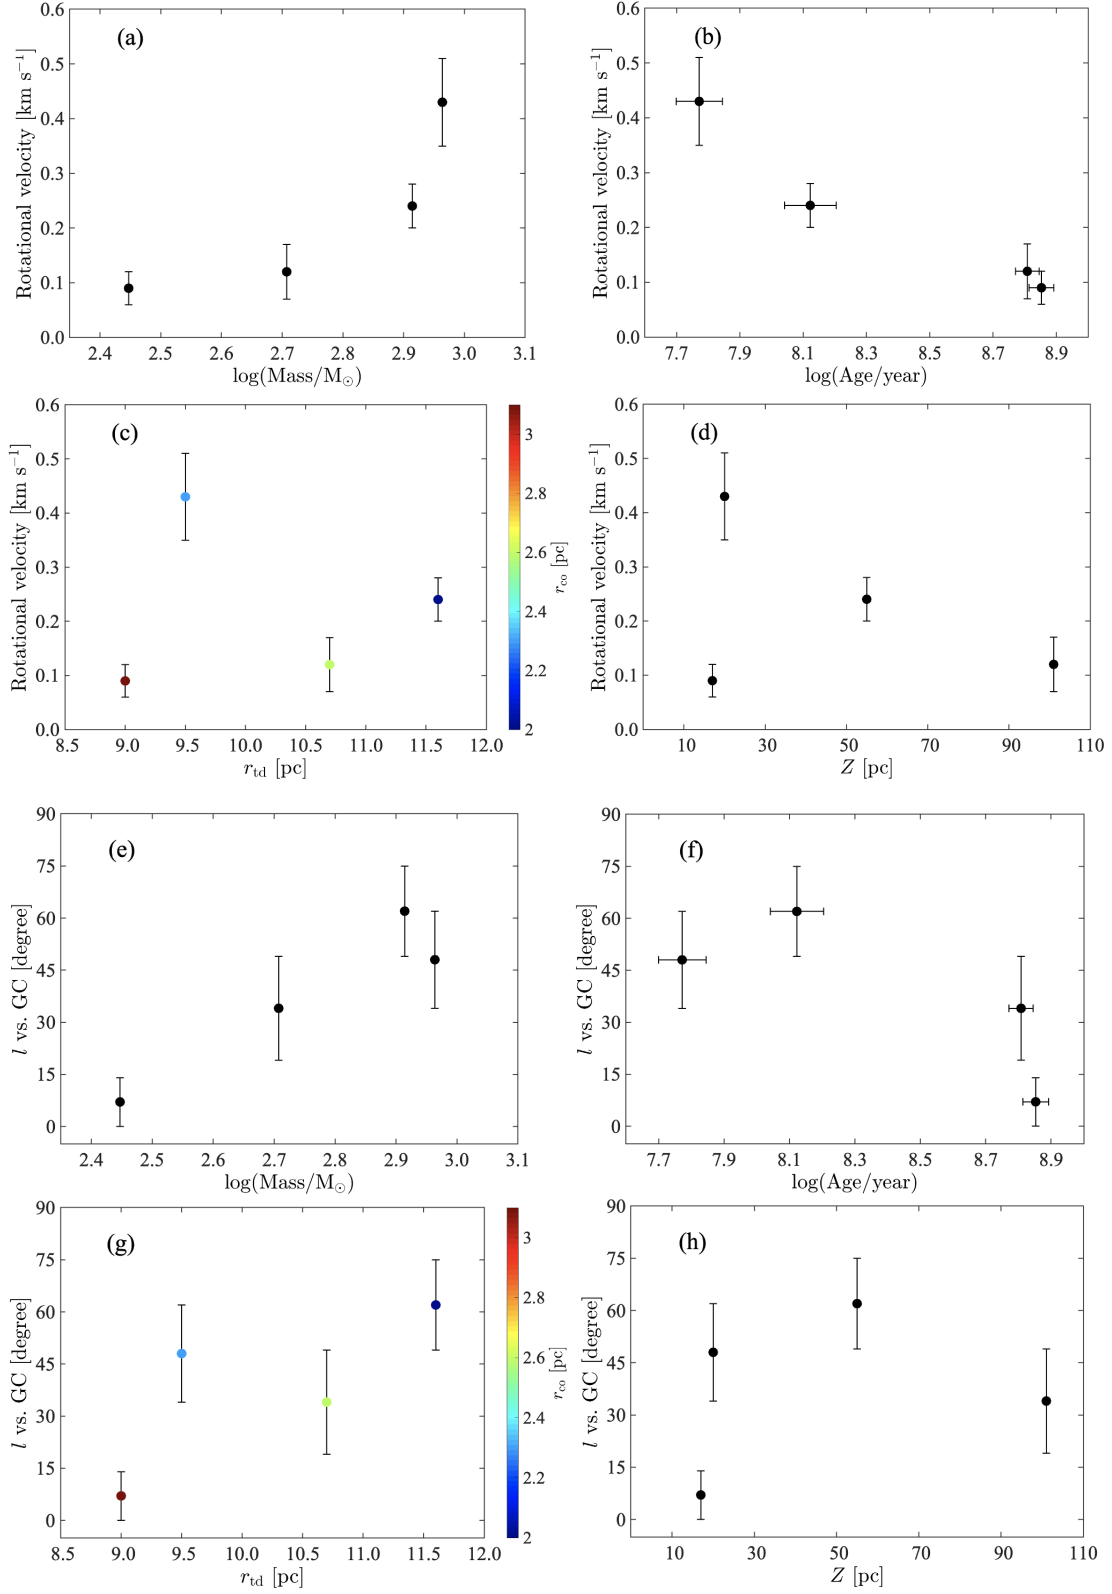 (a)
Rotational velocity [km s⁻¹]
0.6
0.5
0.4
0.3
0.2
0.1
0.0
2.4 2.5 2.6 2.7 2.8 2.9 3.0 3.1
log(Mass/M⊙)
(b)
Rotational velocity [km s⁻¹]
0.6
0.5
0.4
0.3
0.2
0.1
0.0
7.7 7.9 8.1 8.3 8.5 8.7 8.9
log(Age/year)
(c)
Rotational velocity [km s⁻¹]
0.6
0.5
0.4
0.3
0.2
0.1
0.0
8.5 9.0 9.5 10.0 10.5 11.0 11.5 12.0
r_td [pc]
3
2.8
2.6
2.4
2.2
2
r_co [pc]
(d)
Rotational velocity [km s⁻¹]
0.6
0.5
0.4
0.3
0.2
0.1
0.0
10 30 50 70 90 110
Z [pc]
(e)
l vs. GC [degree]
90
75
60
45
30
15
0
2.4 2.5 2.6 2.7 2.8 2.9 3.0 3.1
log(Mass/M⊙)
(f)
l vs. GC [degree]
90
75
60
45
30
15
0
7.7 7.9 8.1 8.3 8.5 8.7 8.9
log(Age/year)
(g)
l vs. GC [degree]
90
75
60
45
30
15
0
8.5 9.0 9.5 10.0 10.5 11.0 11.5 12.0
r_td [pc]
3
2.8
2.6
2.4
2.2
2
r_co [pc]
(h)
l vs. GC [degree]
90
75
60
45
30
15
0
10 30 50 70 90 110
Z [pc]